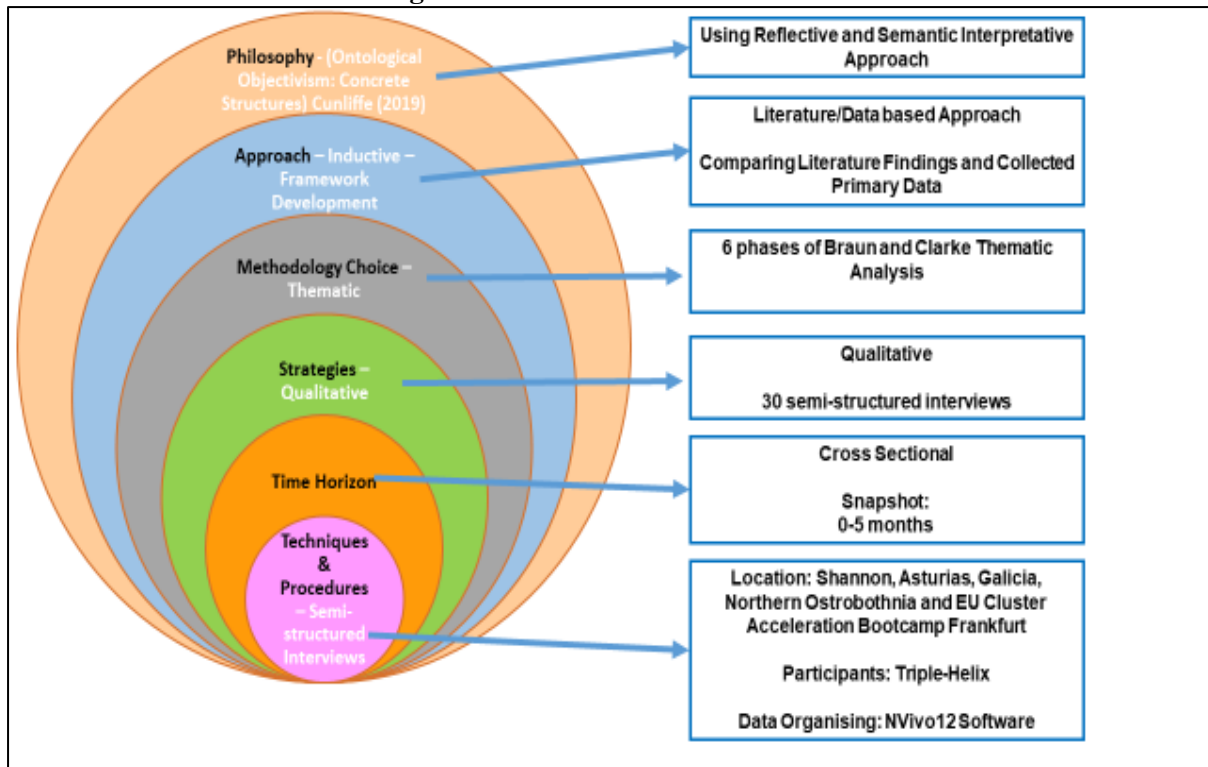 Philosophy - (Ontological
Objectivism: Concrete
Structures) Cunliffe (2019)
Using Reflective and Semantic Interpretative
Approach
Approach – Inductive –
Framework
Development
Literature/Databased Approach
Comparing Literature Findings and Collected
Primary Data
Methodology Choice –
Thematic
6 phases of Braun and Clarke Thematic
Analysis
Strategies –
Qualitative
Qualitative
30 semi-structured interviews
Time Horizon
Cross Sectional
Snapshot:
0-5 months
Techniques
&
Procedures
– Semi-
structured
Interviews
Location: Shannon, Asturias, Galicia,
Northern Ostrobothnia and EU Cluster
Acceleration Bootcamp Frankfurt
Participants: Triple-Helix
Data Organising: NVivo12 Software